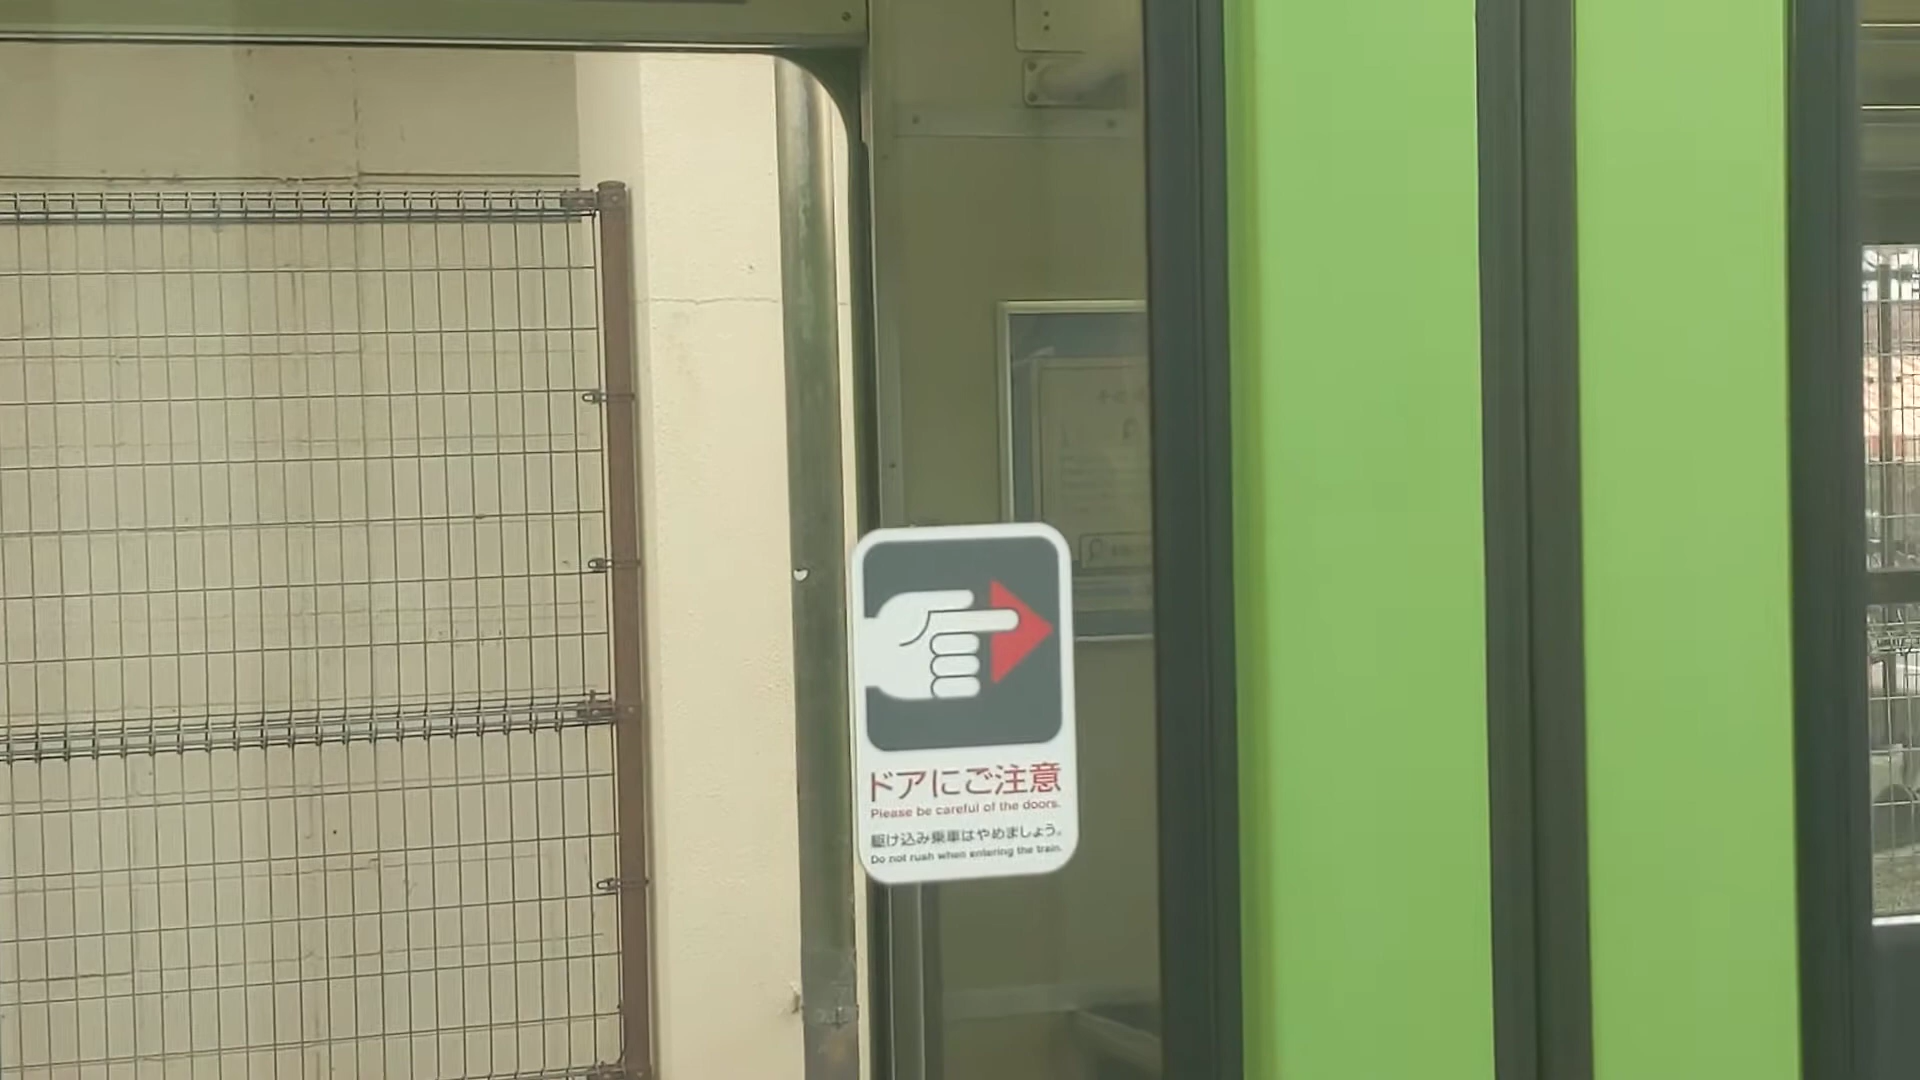 ドアにご注意
Please be careful of the doors.
駆け込み乗車はやめましょう。
Do not rush when entering the train.